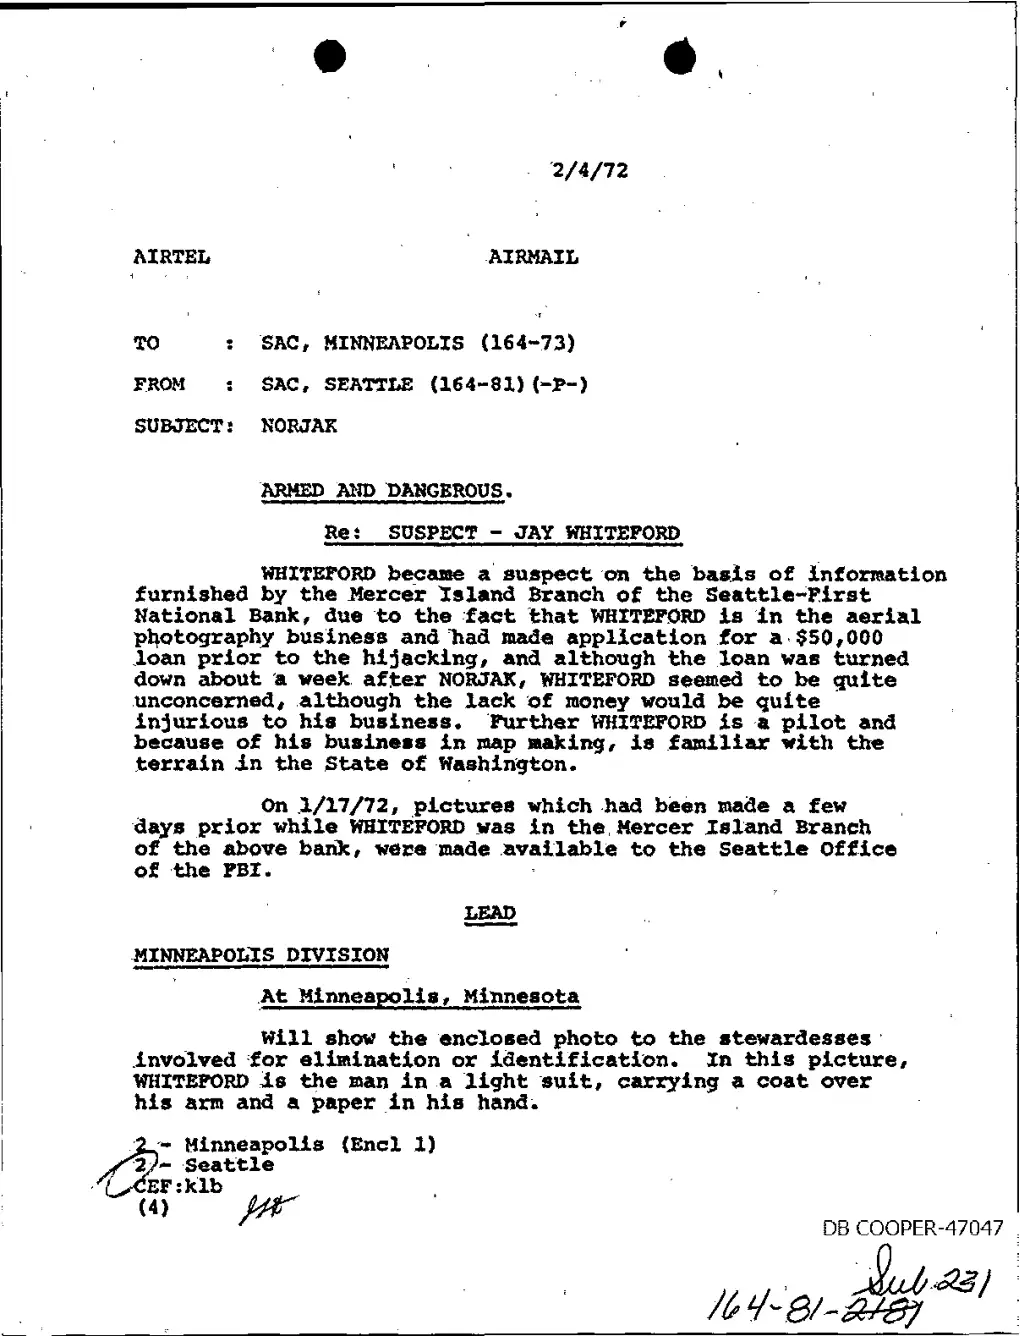 2/4/72
AIRTEL AIRMAIL
TO : SAC, MINNEAPOLIS (164-73)
FROM : SAC, SEATTLE (164-81)(-P-)
SUBJECT: NORJAK
ARMED AND DANGEROUS.
Re: SUSPECT - JAY WHITEFORD
WHITEFORD became a suspect on the basis of information
furnished by the Mercer Island Branch of the Seattle-First
National Bank, due to the fact that WHITEFORD is in the aerial
photography business and had made application for a $50,000
loan prior to the hijacking, and although the loan was turned
down about a week after NORJAK, WHITEFORD seemed to be quite
unconcerned, although the lack of money would be quite
injurious to his business. Further WHITEFORD is a pilot and
because of his business in map making, is familiar with the
terrain in the State of Washington.
On 1/17/72, pictures which had been made a few
days prior while WHITEFORD was in the Mercer Island Branch
of the above bank, were made available to the Seattle Office
of the FBI.
LEAD
MINNEAPOLIS DIVISION
At Minneapolis, Minnesota
Will show the enclosed photo to the stewardesses
involved for elimination or identification. In this picture,
WHITEFORD is the man in a light suit, carrying a coat over
his arm and a paper in his hand.
2 - Minneapolis (Encl 1)
2 - Seattle
CEF:klb
(4)
DB COOPER-47047
Sub 231
164-81-2187